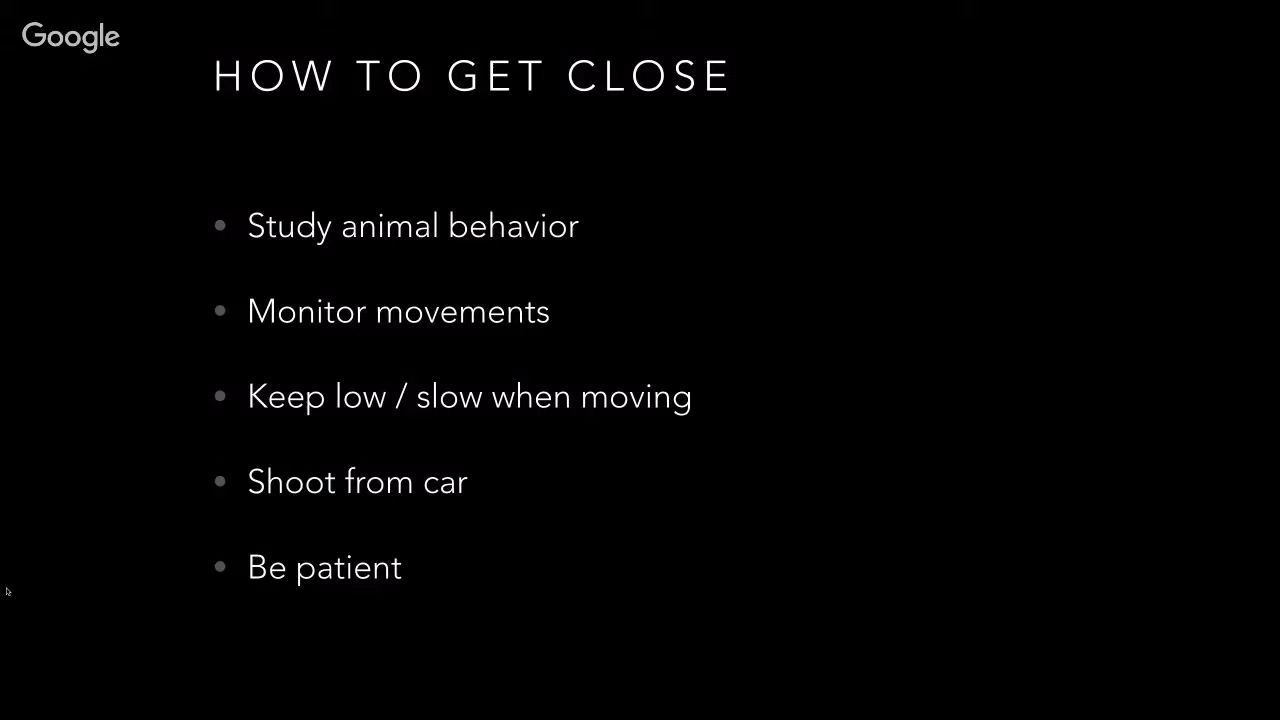 Google
HOW TO GET CLOSE
• Study animal behavior
• Monitor movements
• Keep low / slow when moving
• Shoot from car
• Be patient